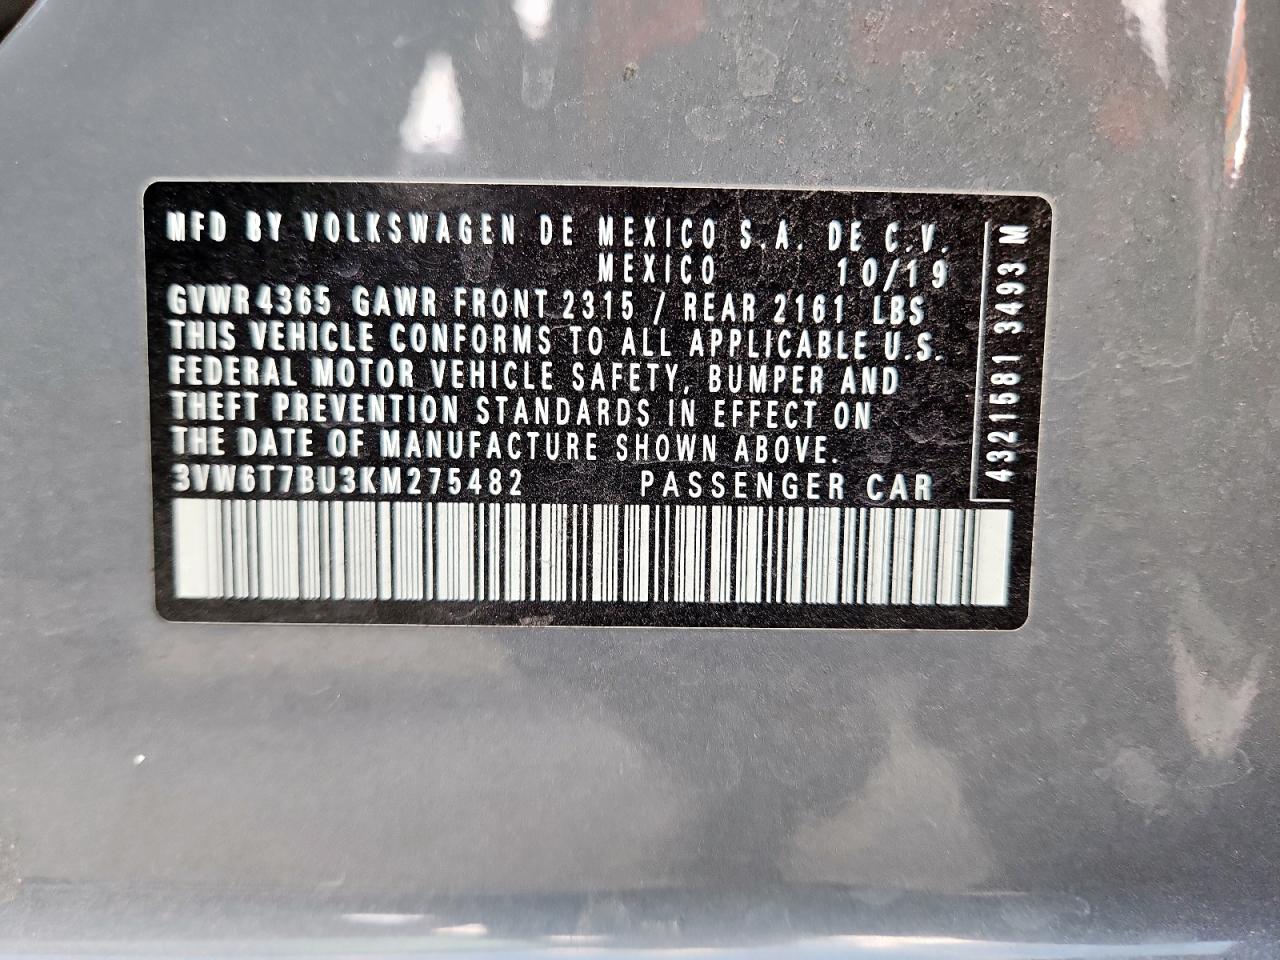 MFD BY VOLKSWAGEN DE MEXICO S.A. DE C.V.
MEXICO 10/19
GVWR 4365 GAWR FRONT 2315 / REAR 2161 LBS
THIS VEHICLE CONFORMS TO ALL APPLICABLE U.S.
FEDERAL MOTOR VEHICLE SAFETY, BUMPER AND
THEFT PREVENTION STANDARDS IN EFFECT ON
THE DATE OF MANUFACTURE SHOWN ABOVE.
3VW6T7BU3KM275482 PASSENGER CAR
4321581 3493 M